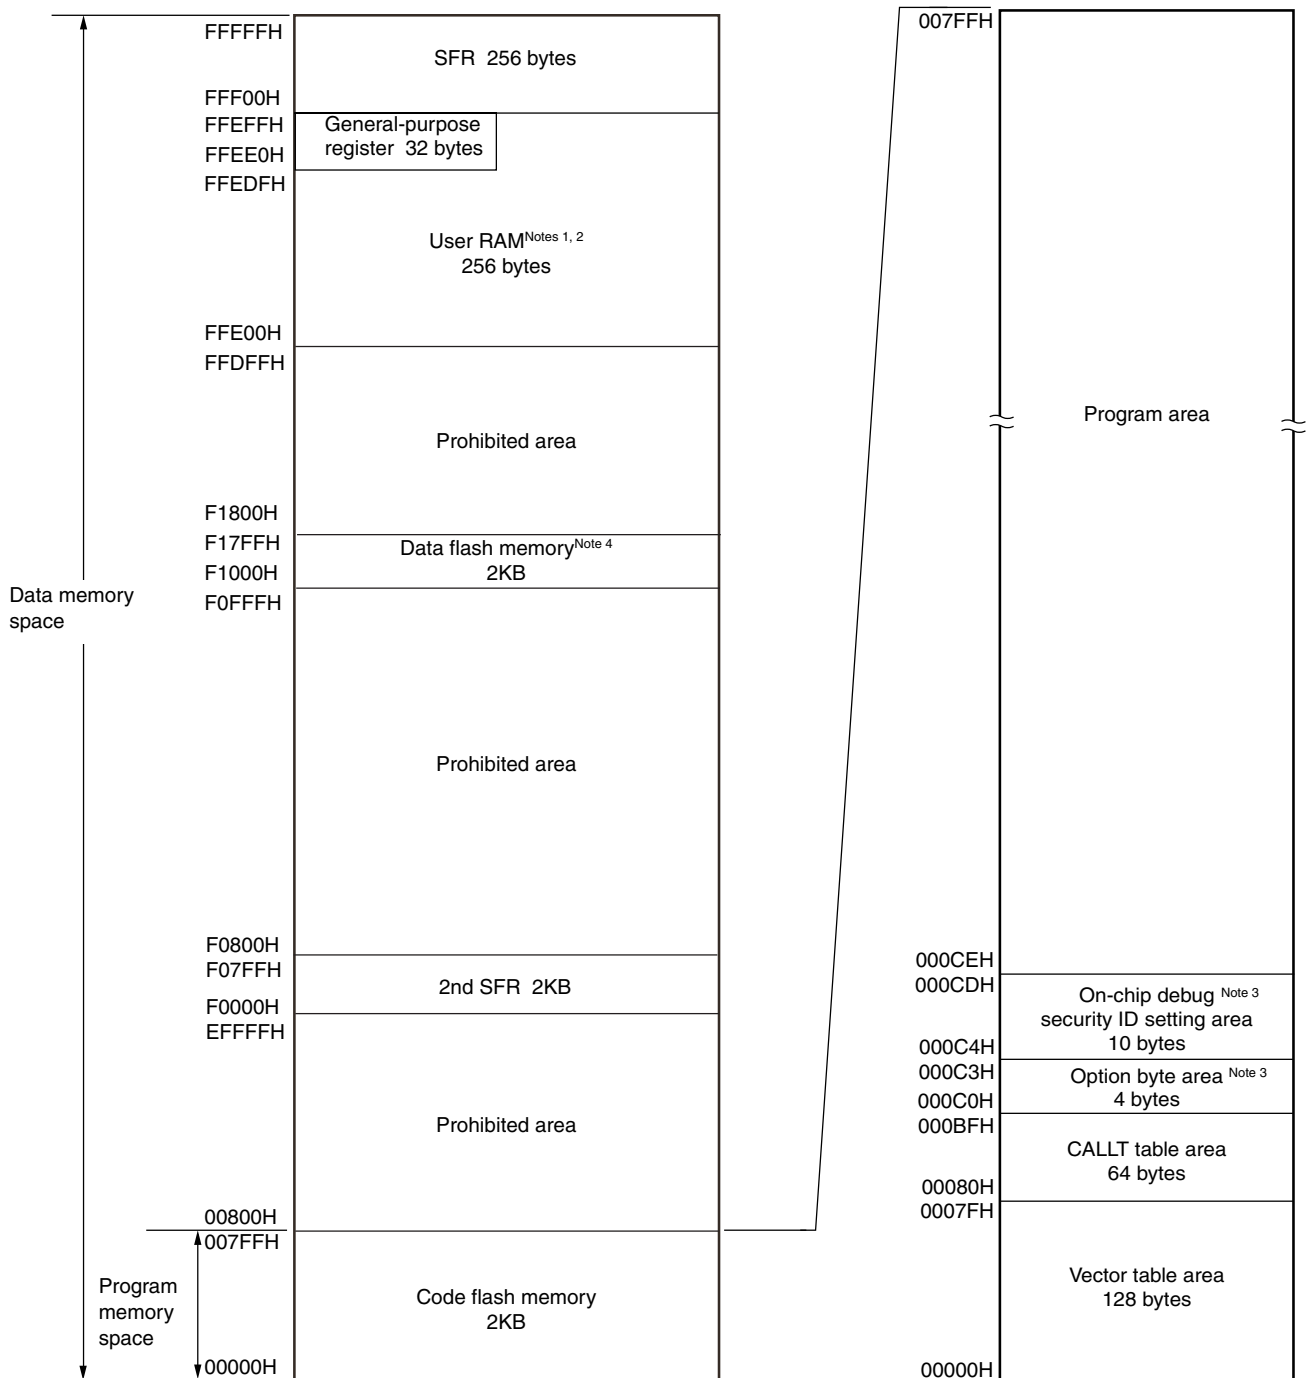 FFFFFH
SFR 256 bytes
FFF00H
FFEFFH
General-purpose
register 32 bytes
FFEE0H
FFEDFH
User RAM Notes 1, 2
256 bytes
FFE00H
FFDFFH
Prohibited area
F1800H
F17FFH
Data flash memory Note 4
2KB
F1000H
F0FFFH
Data memory
space
Prohibited area
F0800H
F07FFH
2nd SFR 2KB
F0000H
EFFFFH
Prohibited area
00800H
007FFH
Program
memory
space
Code flash memory
2KB
00000H
007FFH
Program area
000CEH
000CDH
On-chip debug Note 3
security ID setting area
10 bytes
000C4H
000C3H
Option byte area Note 3
4 bytes
000C0H
000BFH
CALLT table area
64 bytes
00080H
0007FH
Vector table area
128 bytes
00000H